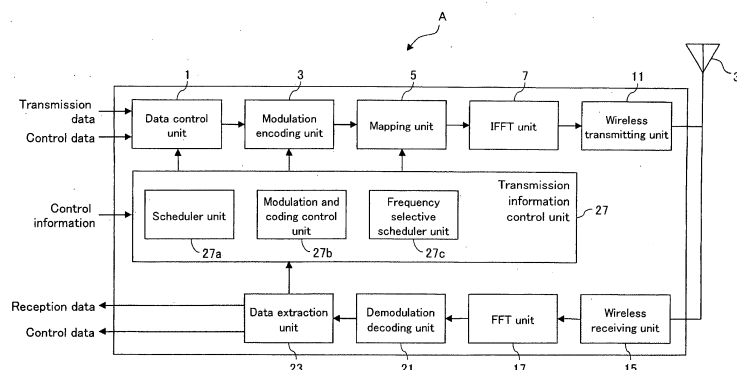 A
1
3
5
7
11
3
Transmission data
Control data
Data control unit
Modulation encoding unit
Mapping unit
IFFT unit
Wireless transmitting unit
Control information
Scheduler unit
Modulation and coding control unit
Frequency selective scheduler unit
Transmission information control unit
27
27a
27b
27c
Reception data
Control data
Data extraction unit
Demodulation decoding unit
FFT unit
Wireless receiving unit
23
21
17
15